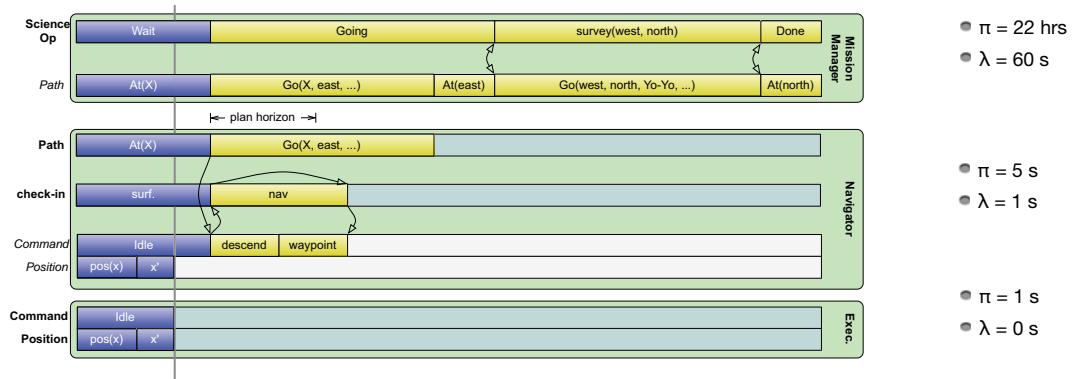 Science Op
Wait
Going
survey(west, north)
Done
Path
At(X)
Go(X, east, ...)
At(east)
Go(west, north, Yo-Yo, ...)
At(north)
Mission Manager
π = 22 hrs
λ = 60 s
plan horizon
Path
At(X)
Go(X, east, ...)
check-in
surf.
nav
Command
Idle
descend
waypoint
Position
pos(x)
x'
Navigator
π = 5 s
λ = 1 s
Command
Idle
Position
pos(x)
x'
Exec.
π = 1 s
λ = 0 s